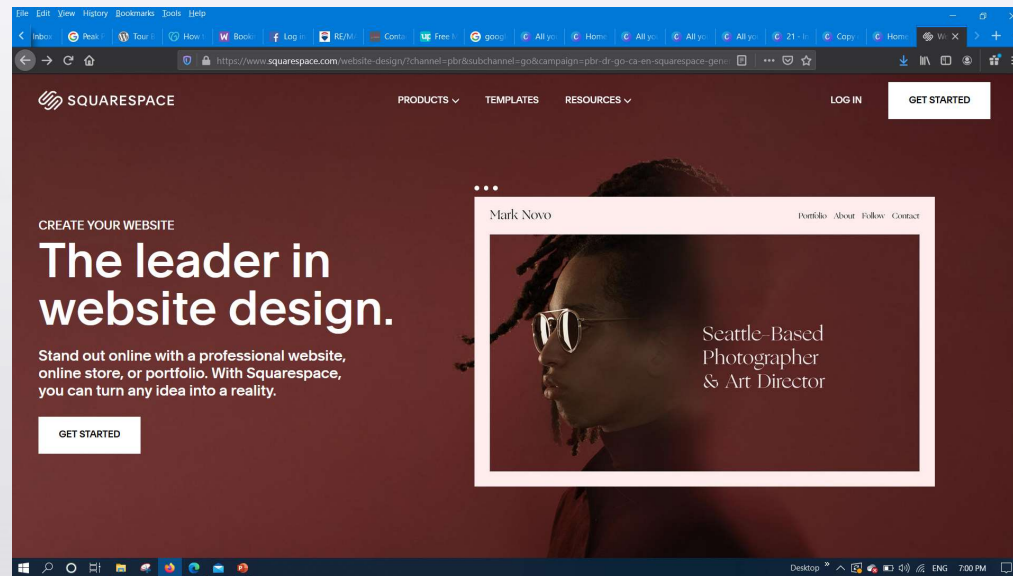 File Edit View History Bookmarks Tools Help
Inbox Peak Tour How Book Log in RE/MA Conta Free googl All yo Home All yo All yo All yo 21 - In Copy Home We
https://www.squarespace.com/website-design/?channel=pbr&subchannel=go&campaign=pbr-dr-go-ca-en-squarespace-gene
SQUARESPACE PRODUCTS TEMPLATES RESOURCES LOG IN GET STARTED
Mark Novo Portfolio About Follow Contact
CREATE YOUR WEBSITE
The leader in
website design.
Seattle-Based
Photographer
& Art Director
Stand out online with a professional website,
online store, or portfolio. With Squarespace,
you can turn any idea into a reality.
GET STARTED
Desktop ENG 7:00 PM